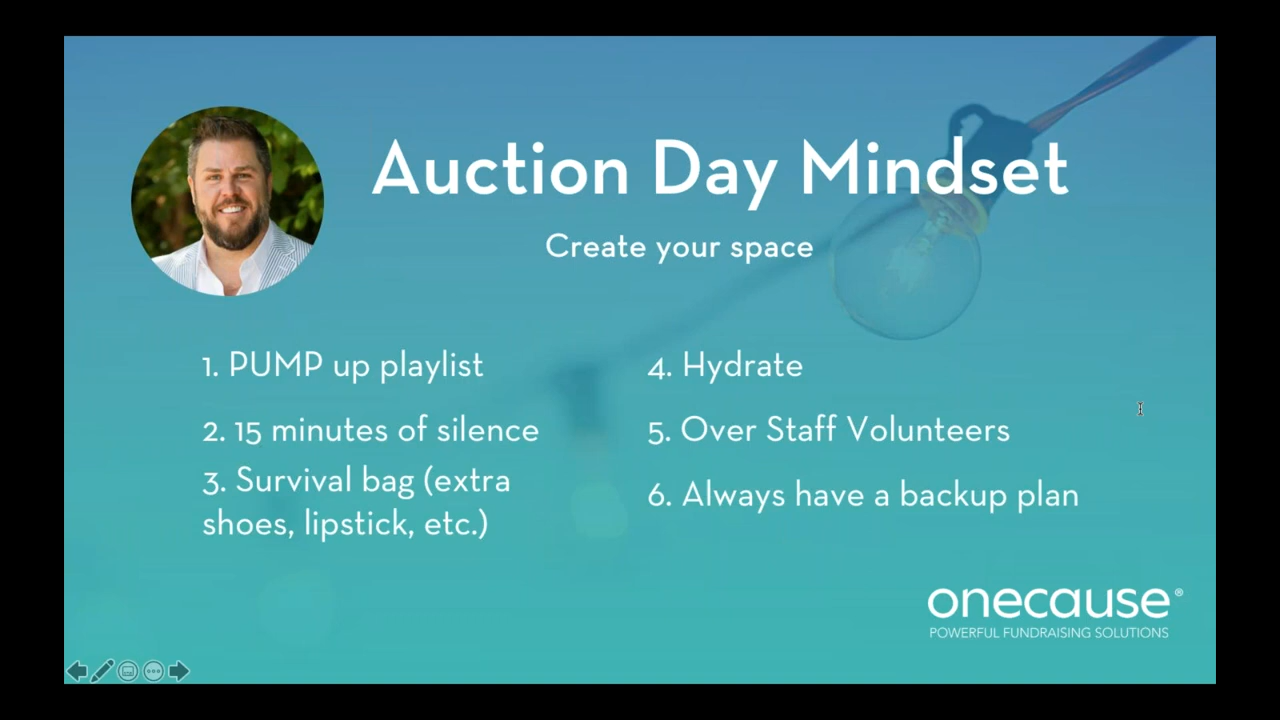 Auction Day Mindset
Create your space
1. PUMP up playlist
2. 15 minutes of silence
3. Survival bag (extra
shoes, lipstick, etc.)
4. Hydrate
5. Over Staff Volunteers
6. Always have a backup plan
onecause®
POWERFUL FUNDRAISING SOLUTIONS